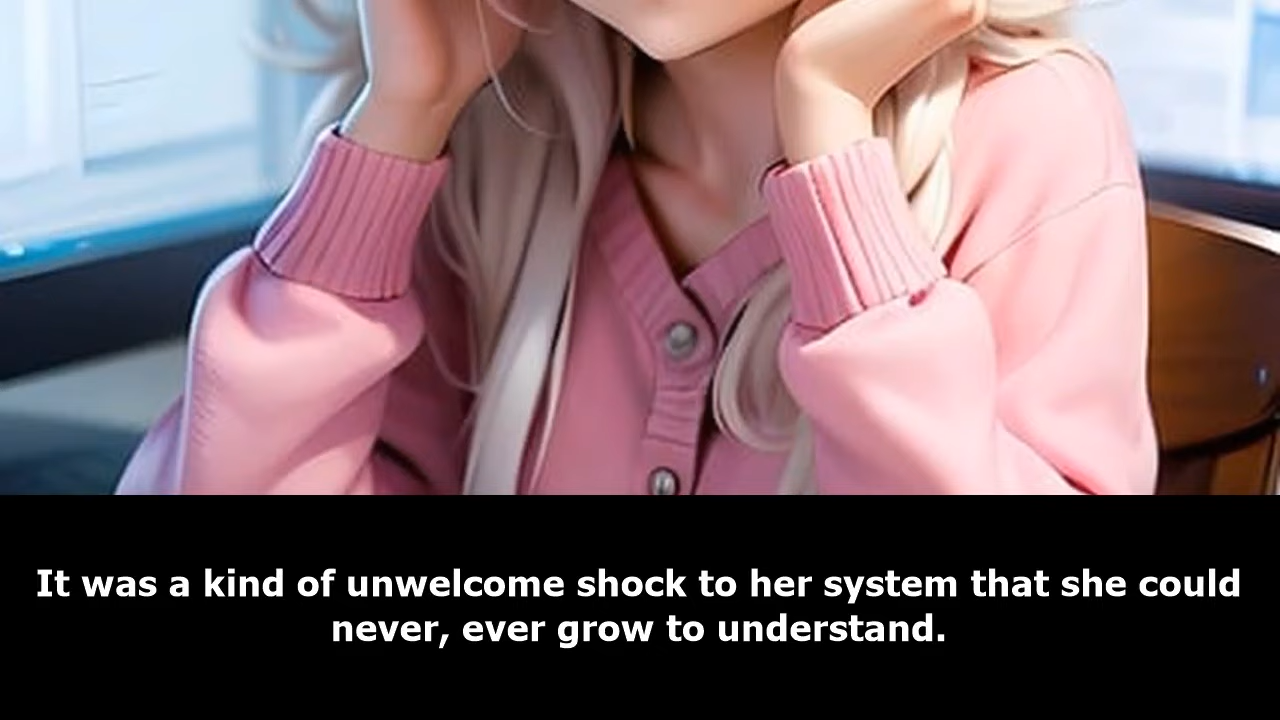 It was a kind of unwelcome shock to her system that she could
never, ever grow to understand.